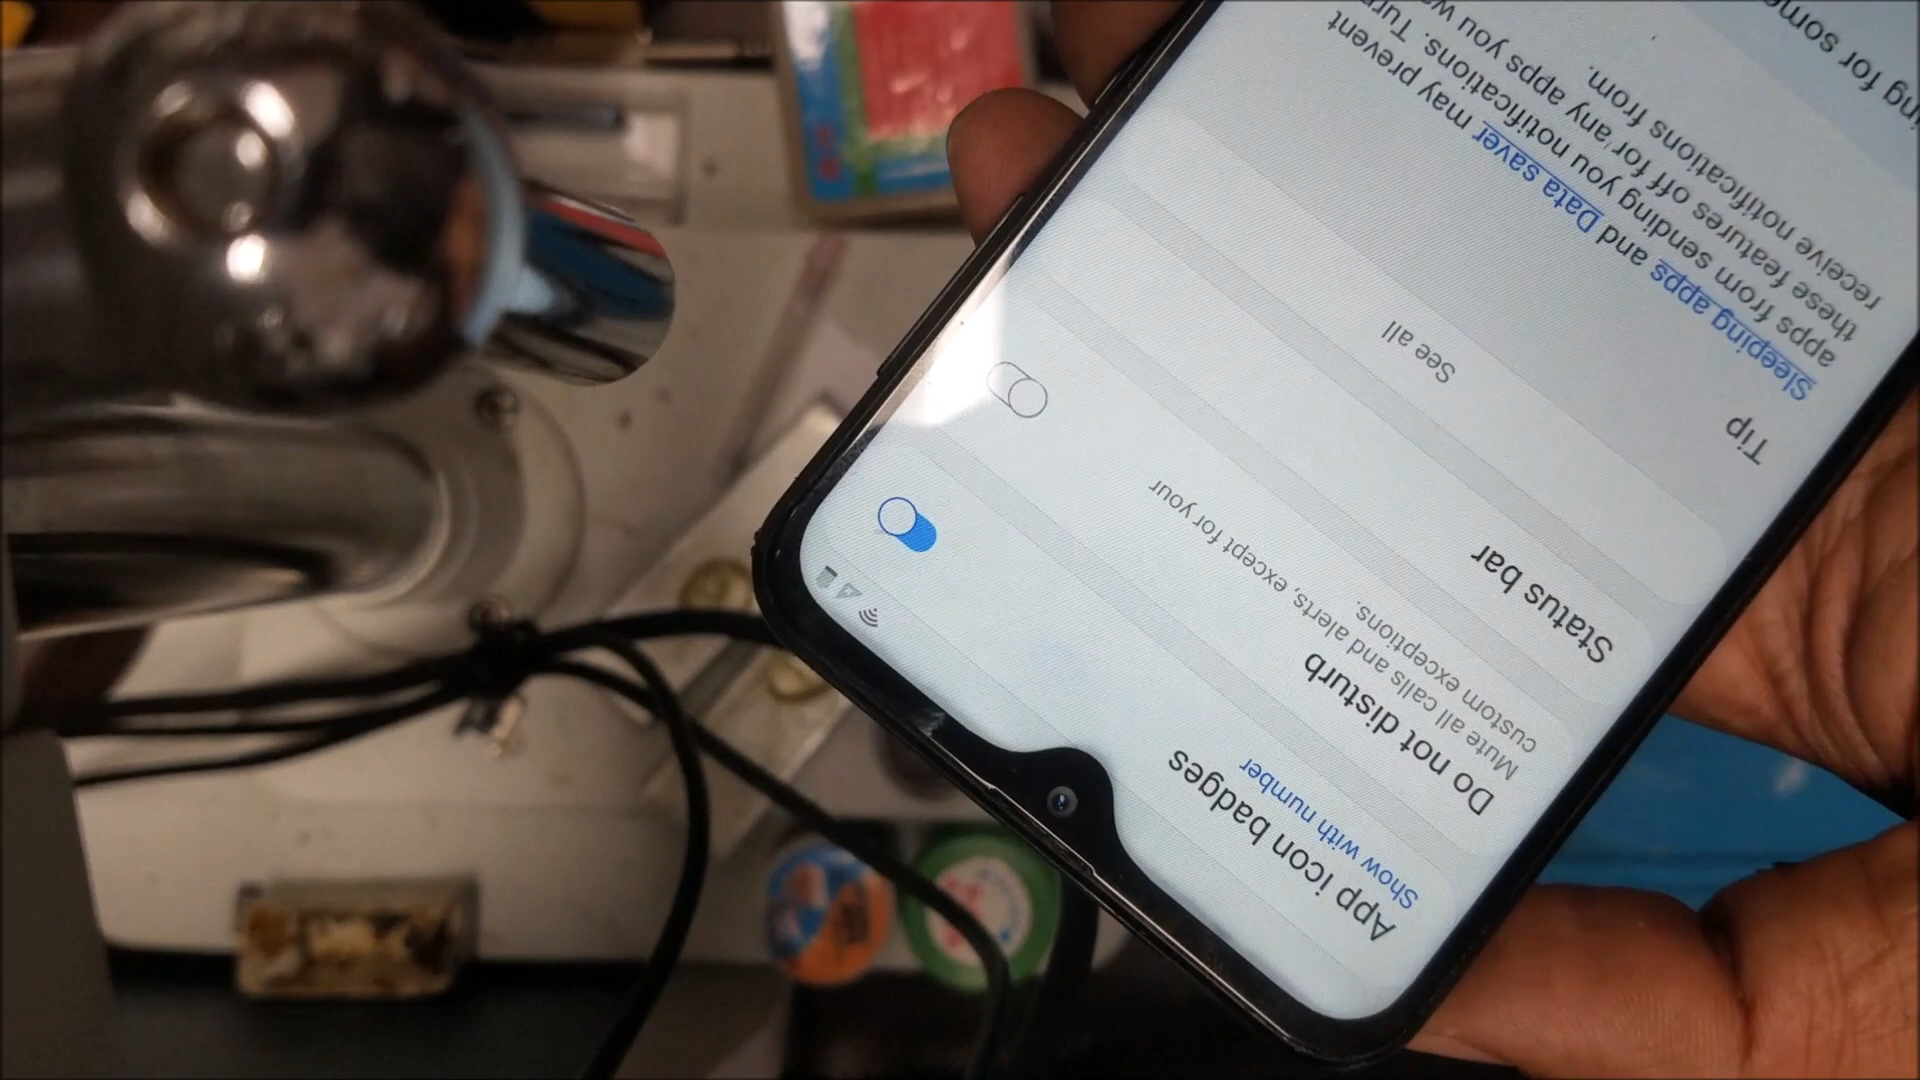 App icon badges
Show with number
Do not disturb
Mute all calls and alerts, except for your
custom exceptions.
Status bar
See all
Tip
Sleeping apps and Data saver may prevent
apps from sending you notifications. Turn
these features off for any apps you
receive notifications from.
for some